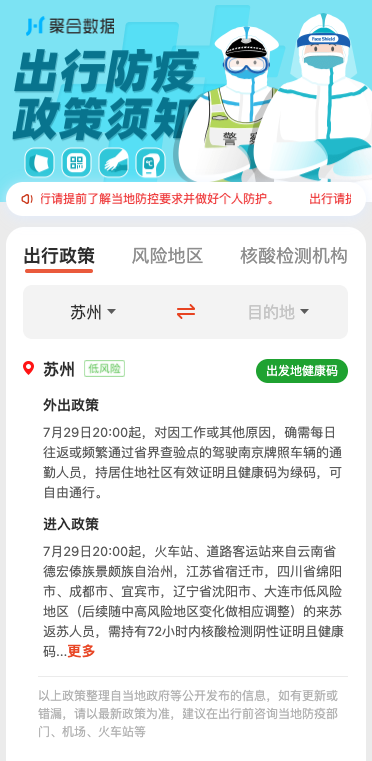 聚合数据
出行防疫
政策须知
Face Shield
警
行请提前了解当地防控要求并做好个人防护。 出行请
出行政策 风险地区 核酸检测机构
苏州 目的地
苏州 低风险 出发地健康码
外出政策
7月29日20:00起，对因工作或其他原因，确需每日
往返或频繁通过省界查验点的驾驶南京牌照车辆的通
勤人员，持居住地社区有效证明且健康码为绿码，可
自由通行。
进入政策
7月29日20:00起，火车站、道路客运站来自云南省
德宏傣族景颇族自治州，江苏省宿迁市，四川省绵阳
市、成都市、宜宾市，辽宁省沈阳市、大连市低风险
地区（后续随中高风险地区变化做相应调整）的来苏
返苏人员，需持有72小时内核酸检测阴性证明且健康
码...更多
以上政策整理自当地政府等公开发布的信息，如有更新或
错漏，请以最新政策为准，建议在出行前咨询当地防疫部
门、机场、火车站等